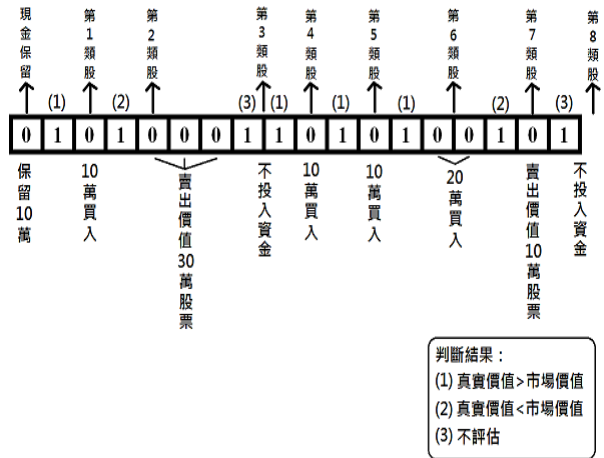 現金保留
第1類股
第2類股
第3類股
第4類股
第5類股
第6類股
第7類股
第8類股
(1) (2) (3) (1) (1) (1) (2) (3)
0 1 0 1 0 0 0 1 1 0 1 0 1 0 0 1 0 1
保留10萬
10萬買入
賣出價值30萬股票
不投入資金
10萬買入
10萬買入
20萬買入
賣出價值10萬股票
不投入資金
判斷結果：
(1) 真實價值>市場價值
(2) 真實價值<市場價值
(3) 不評估